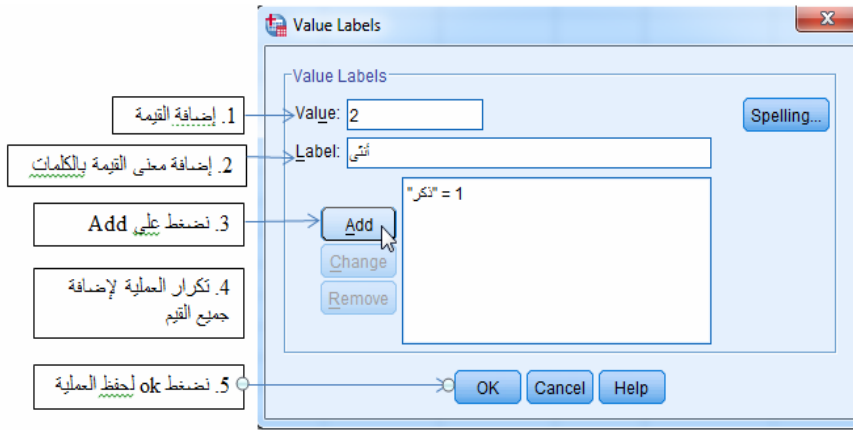 Value Labels
Value Labels
1. إضافة القيمة
Value: 2
Spelling...
2. إضافة معنى القيمة بالكلمات
Label: أنثى
1 = "ذكر"
3. نضغط على Add
Add
Change
4. تكرار العملية لإضافة
جميع القيم
Remove
5. نضغط ok لحفظ العملية
OK Cancel Help